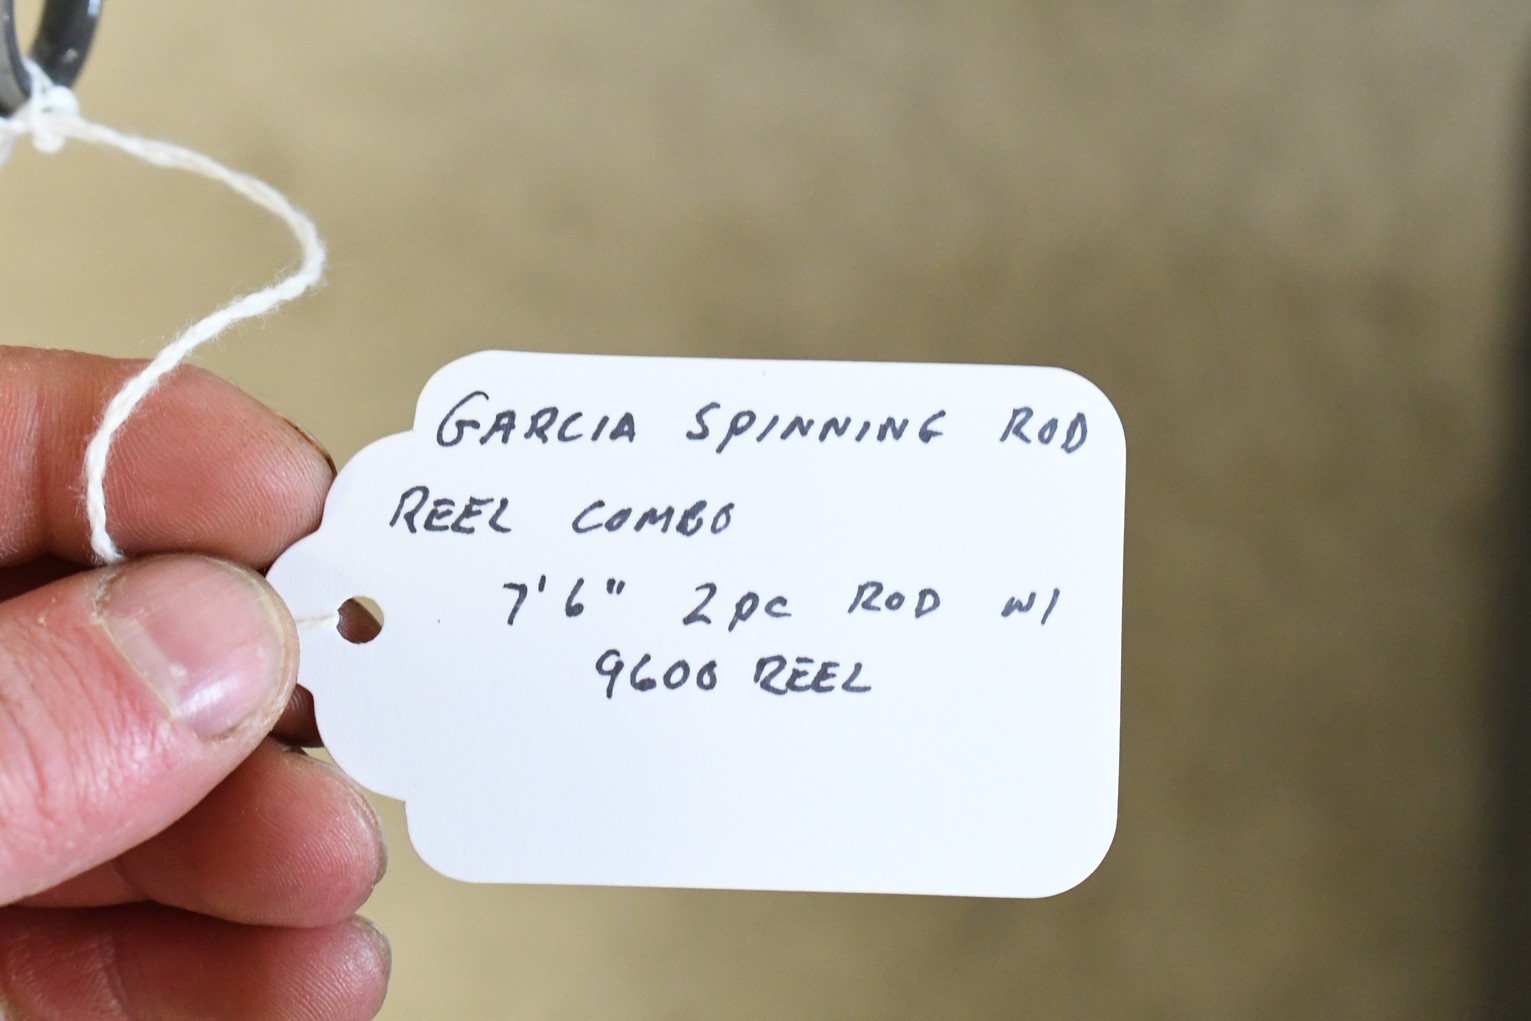 GARCIA SPINNING ROD
REEL COMBO
7'6" 2pc ROD w/
9600 REEL